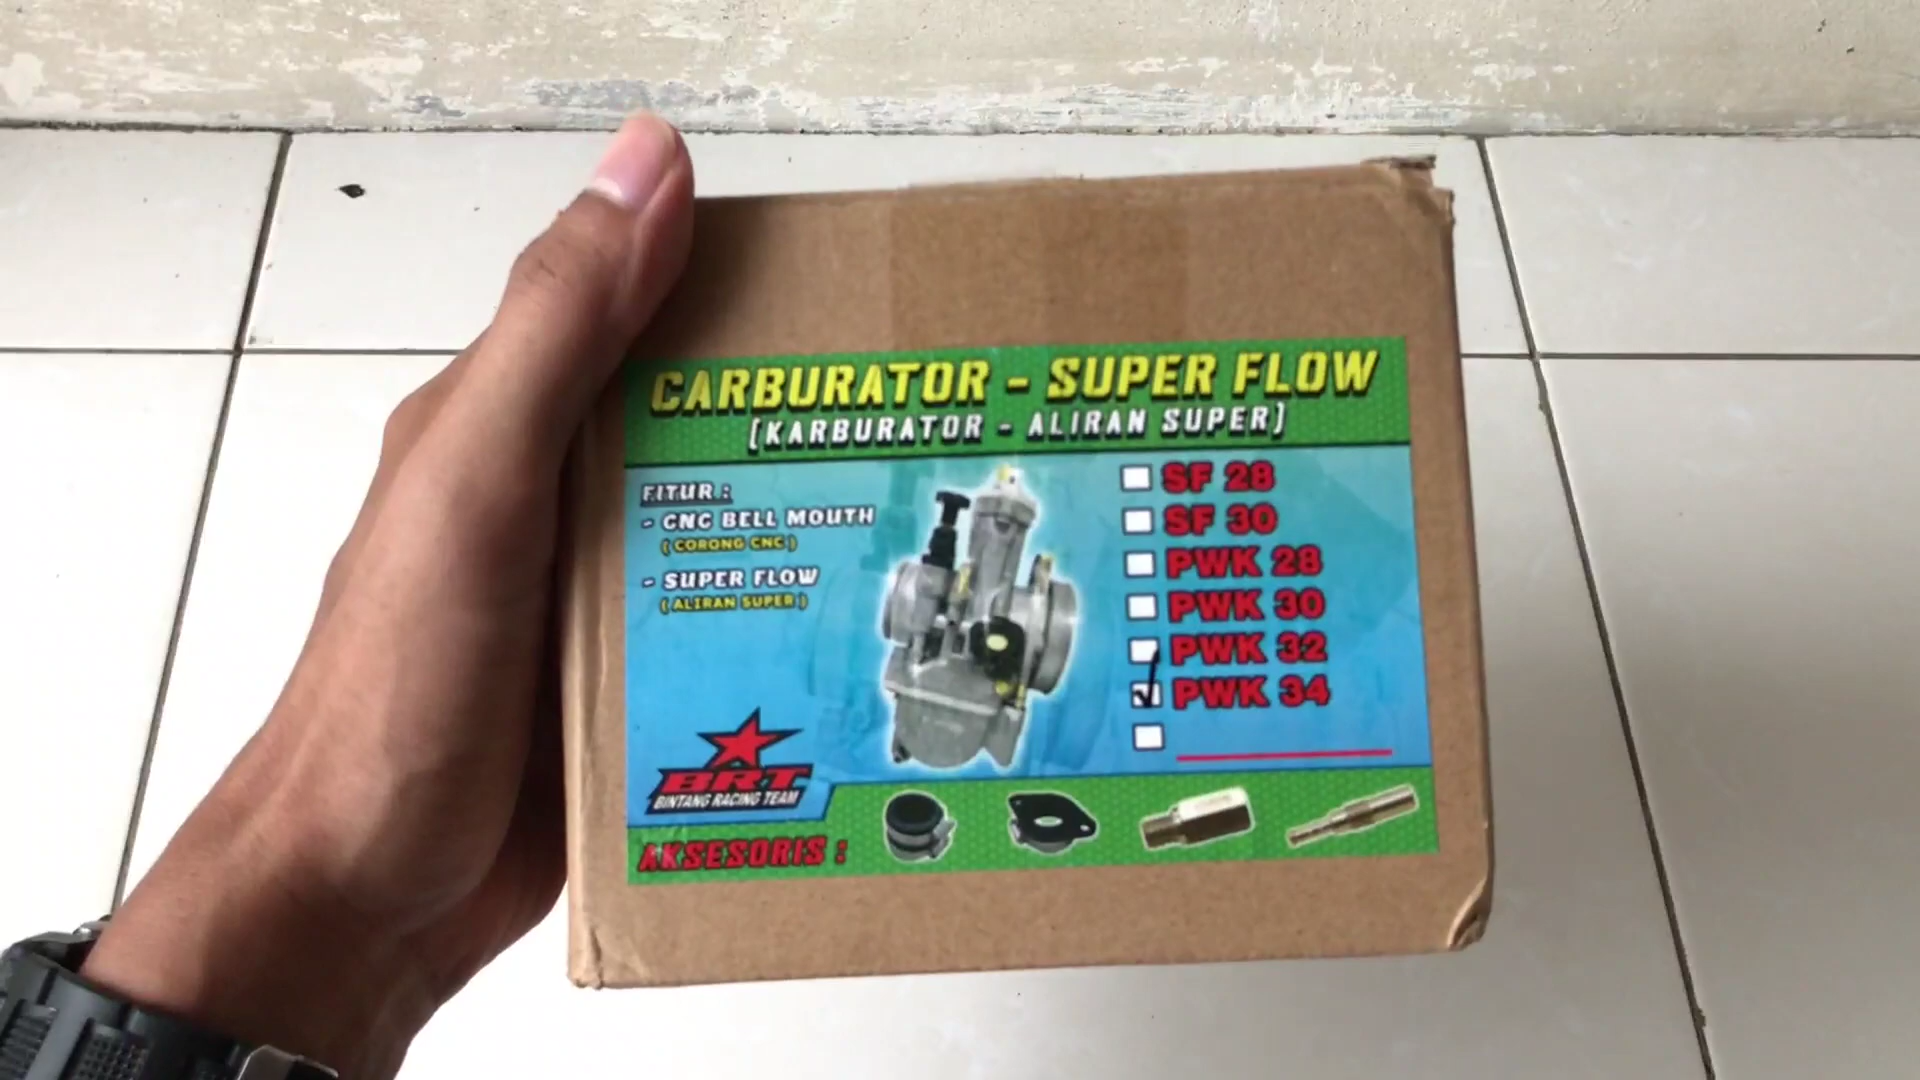 CARBURATOR - SUPER FLOW
[KARBURATOR - ALIRAN SUPER]
FITUR :
- CNC BELL MOUTH
( CORONG CNC )
- SUPER FLOW
( ALIRAN SUPER )
SF 28
SF 30
PWK 28
PWK 30
PWK 32
PWK 34
BRT
BINTANG RACING TEAM
AKSESORIS :